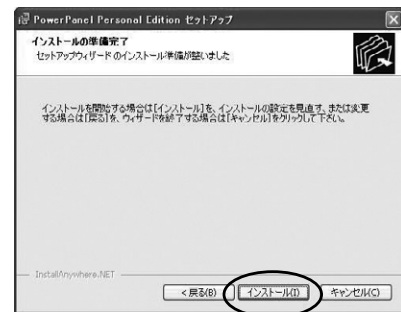 PowerPanel Personal Edition セットアップ
インストールの準備完了
セットアップウィザードのインストール準備が整いました
インストールを開始する場合は[インストール]を、インストールの設定を見直す、または変更
する場合は[戻る]を、ウィザードを終了する場合は[キャンセル]をクリックして下さい。
InstallAnywhere.NET
< 戻る(B) インストール(I) キャンセル(C)